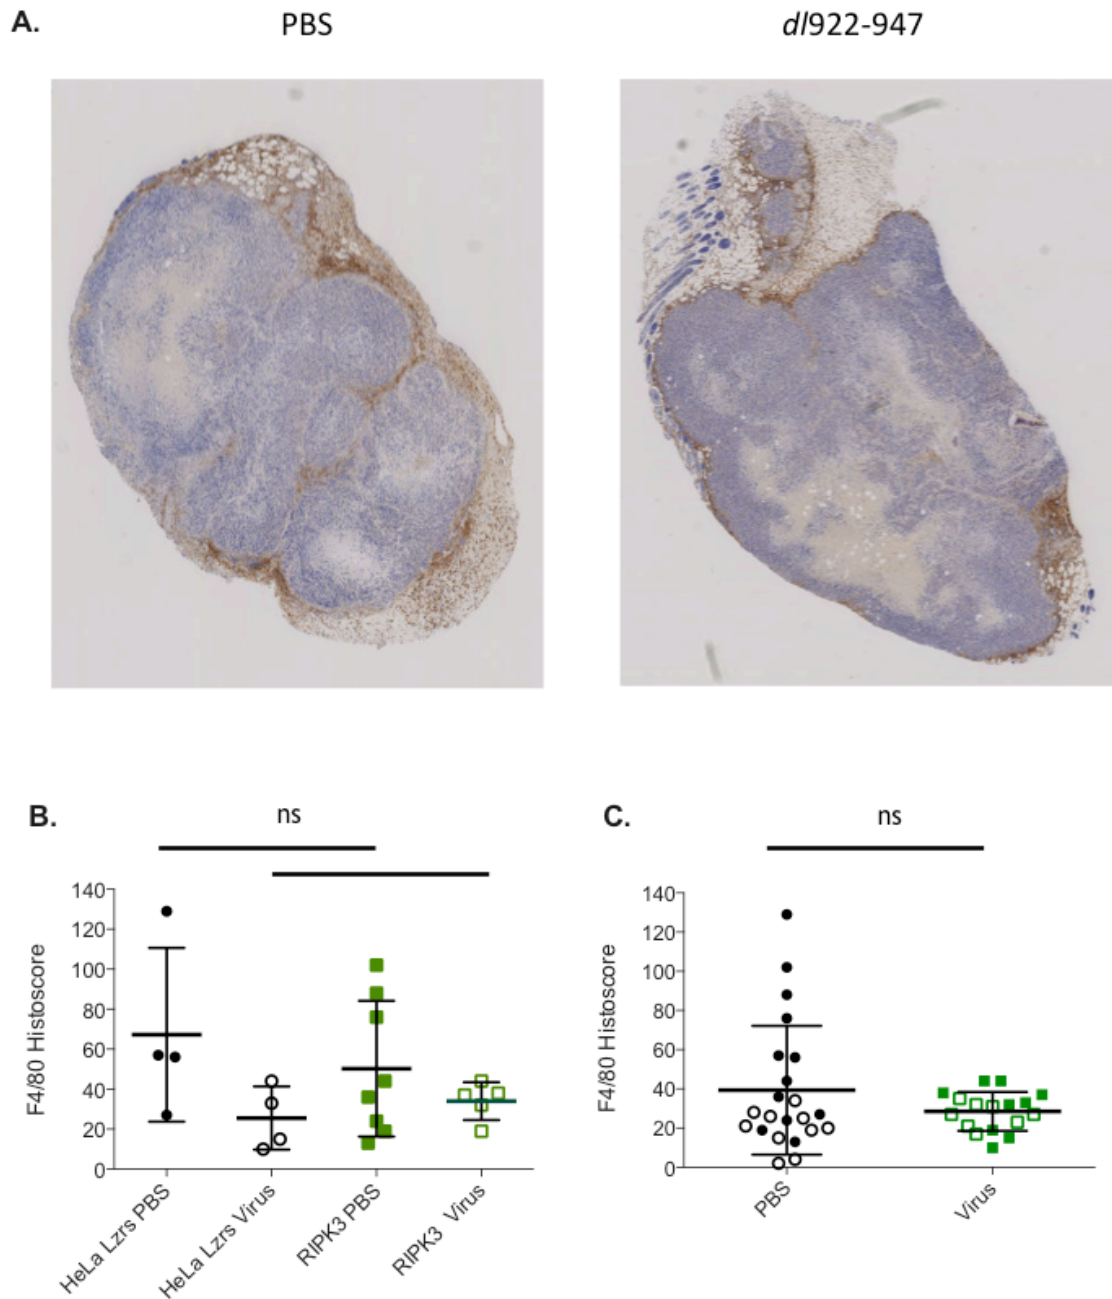 A.
PBS
dl922-947
B.
ns
F4/80 Histoscore
140
120
100
80
60
40
20
0
HeLa Lzrs PBS
HeLa Lzrs Virus
RIPK3 PBS
RIPK3 Virus
C.
ns
F4/80 Histoscore
140
120
100
80
60
40
20
0
PBS
Virus